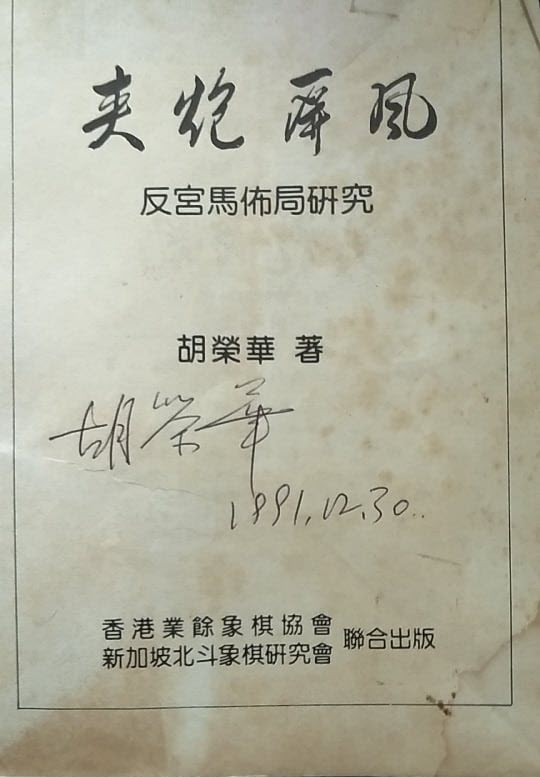 夹炮屏风
反宮馬佈局研究
胡榮華 著
胡榮華
1991.12.30.
香港業餘象棋協會
新加坡北斗象棋研究會
聯合出版